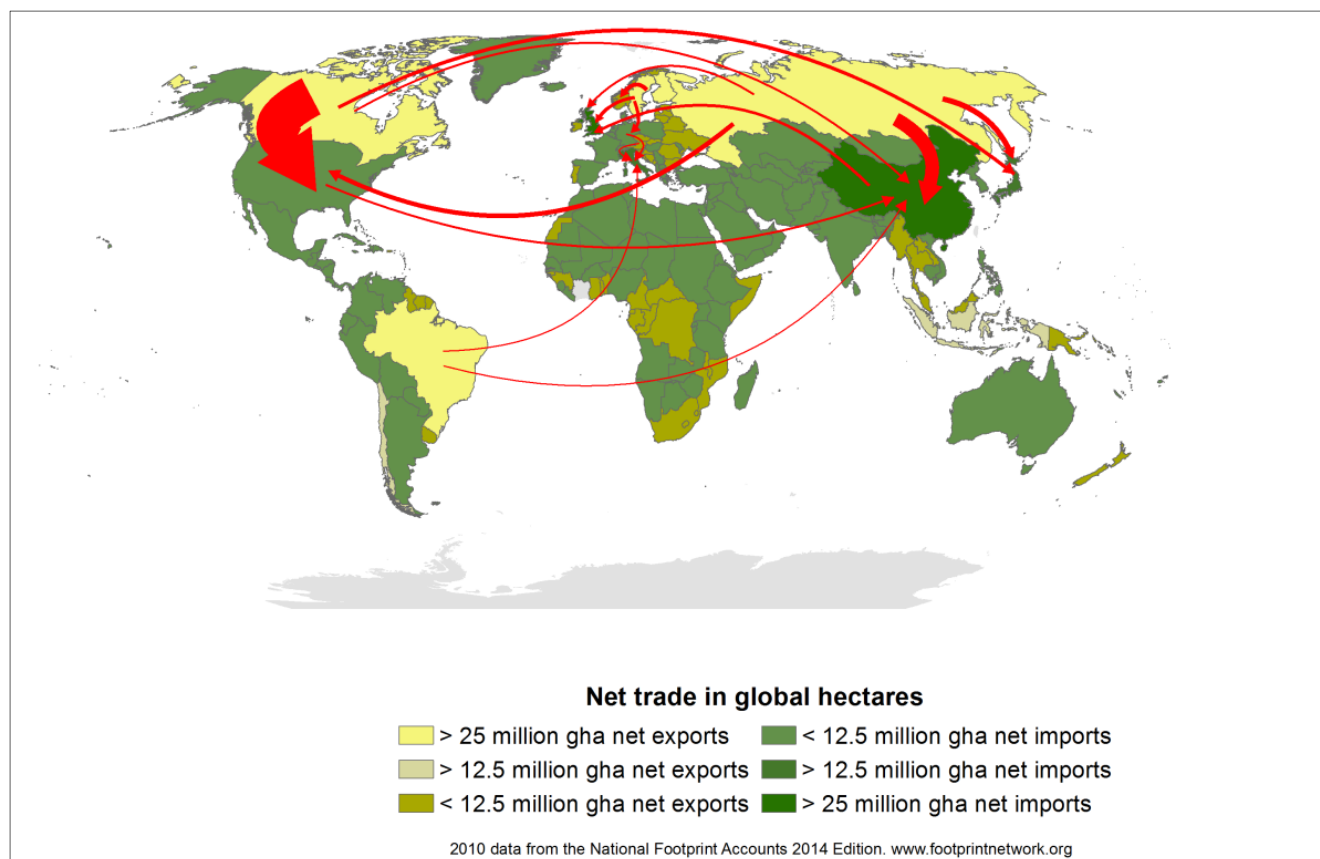 Net trade in global hectares
> 25 million gha net exports
< 12.5 million gha net imports
> 12.5 million gha net exports
> 12.5 million gha net imports
< 12.5 million gha net exports
> 25 million gha net imports
2010 data from the National Footprint Accounts 2014 Edition. www.footprintnetwork.org